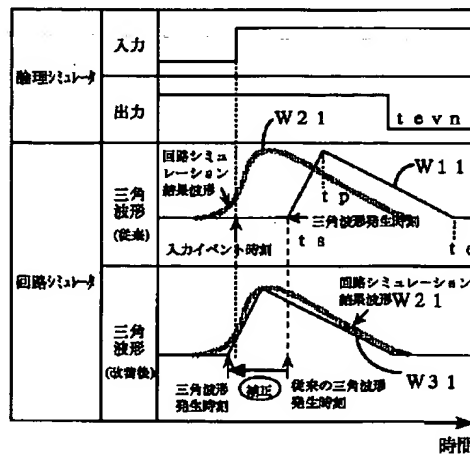 論理シミュレータ
入力
出力
tevn
W21
回路シミュ
レーション
結果波形
W11
tp
三角
波形
(従来)
三角波形発生時刻
ts
入力イベント時刻
回路シミュレータ
回路シミュレーション
結果波形
W21
三角
波形
(改善後)
W31
三角波形
発生時刻
補正
従来の三角波形
発生時刻
時間